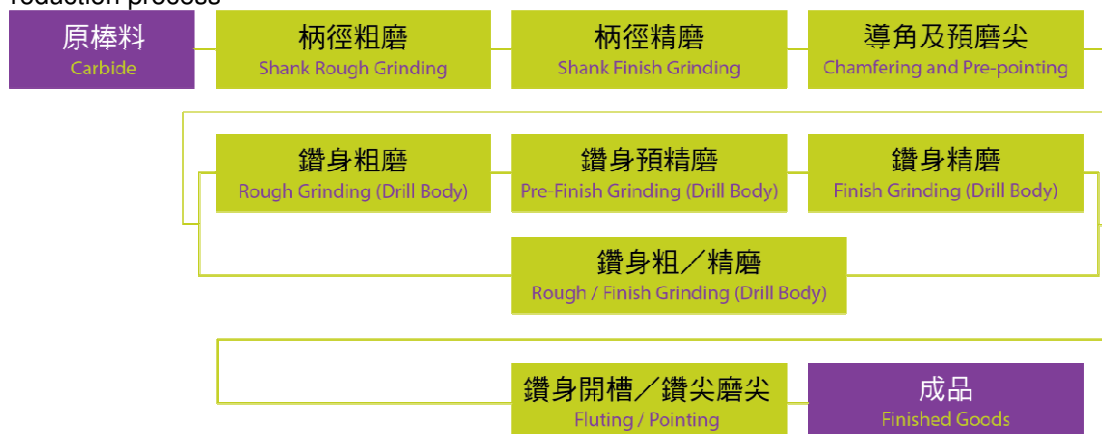 roduction process
原棒料
Carbide
柄徑粗磨
Shank Rough Grinding
柄徑精磨
Shank Finish Grinding
導角及預磨尖
Chamfering and Pre-pointing
鑽身粗磨
Rough Grinding (Drill Body)
鑽身預精磨
Pre-Finish Grinding (Drill Body)
鑽身精磨
Finish Grinding (Drill Body)
鑽身粗／精磨
Rough / Finish Grinding (Drill Body)
鑽身開槽／鑽尖磨尖
Fluting / Pointing
成品
Finished Goods